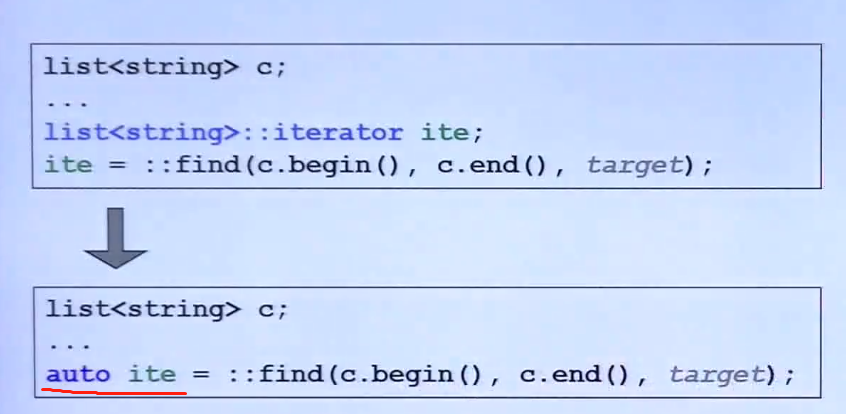 list<string> c;
...
list<string>::iterator ite;
ite = ::find(c.begin(), c.end(), target);
list<string> c;
...
auto ite = ::find(c.begin(), c.end(), target);